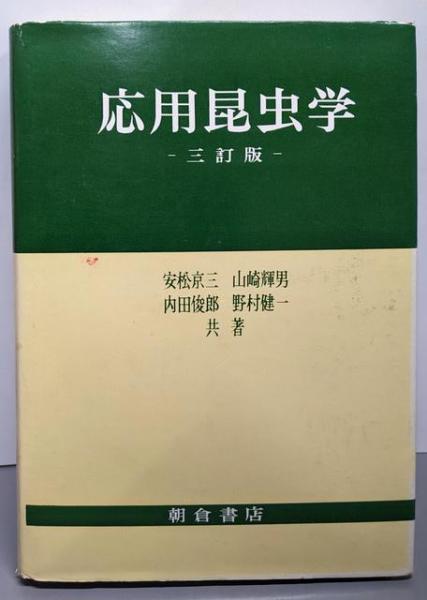 応用昆虫学
- 三訂版 -
安松京三 山崎輝男
内田俊郎 野村健一
共著
朝倉書店